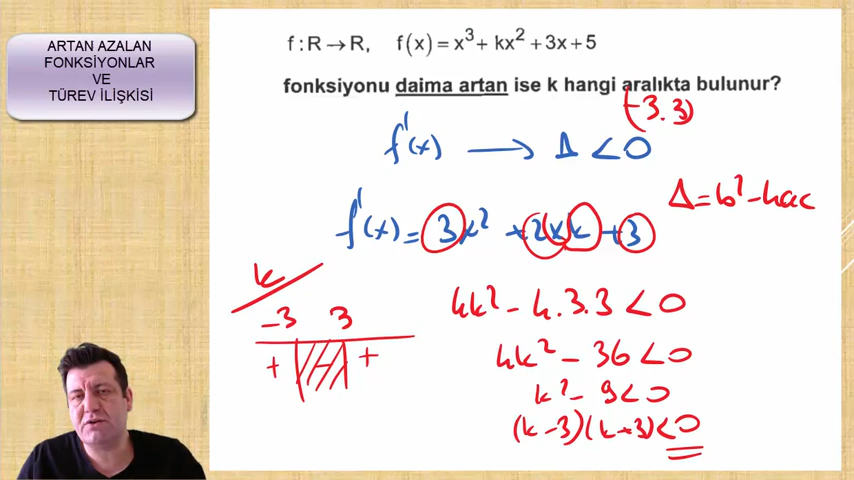 ARTAN AZALAN
FONKSİYONLAR
VE
TÜREV İLİŞKİSİ
f : R → R, f(x) = x³ + kx² + 3x + 5
fonksiyonu daima artan ise k hangi aralıkta bulunur?
(-3.3)
f'(x) → Δ < 0
Δ = b² - 4ac
f'(x) = 3x² + 2xk + 3
k
-3 3
+ - +
4k² - 4.3.3 < 0
4k² - 36 < 0
k² - 9 < 0
(k-3)(k+3) < 0